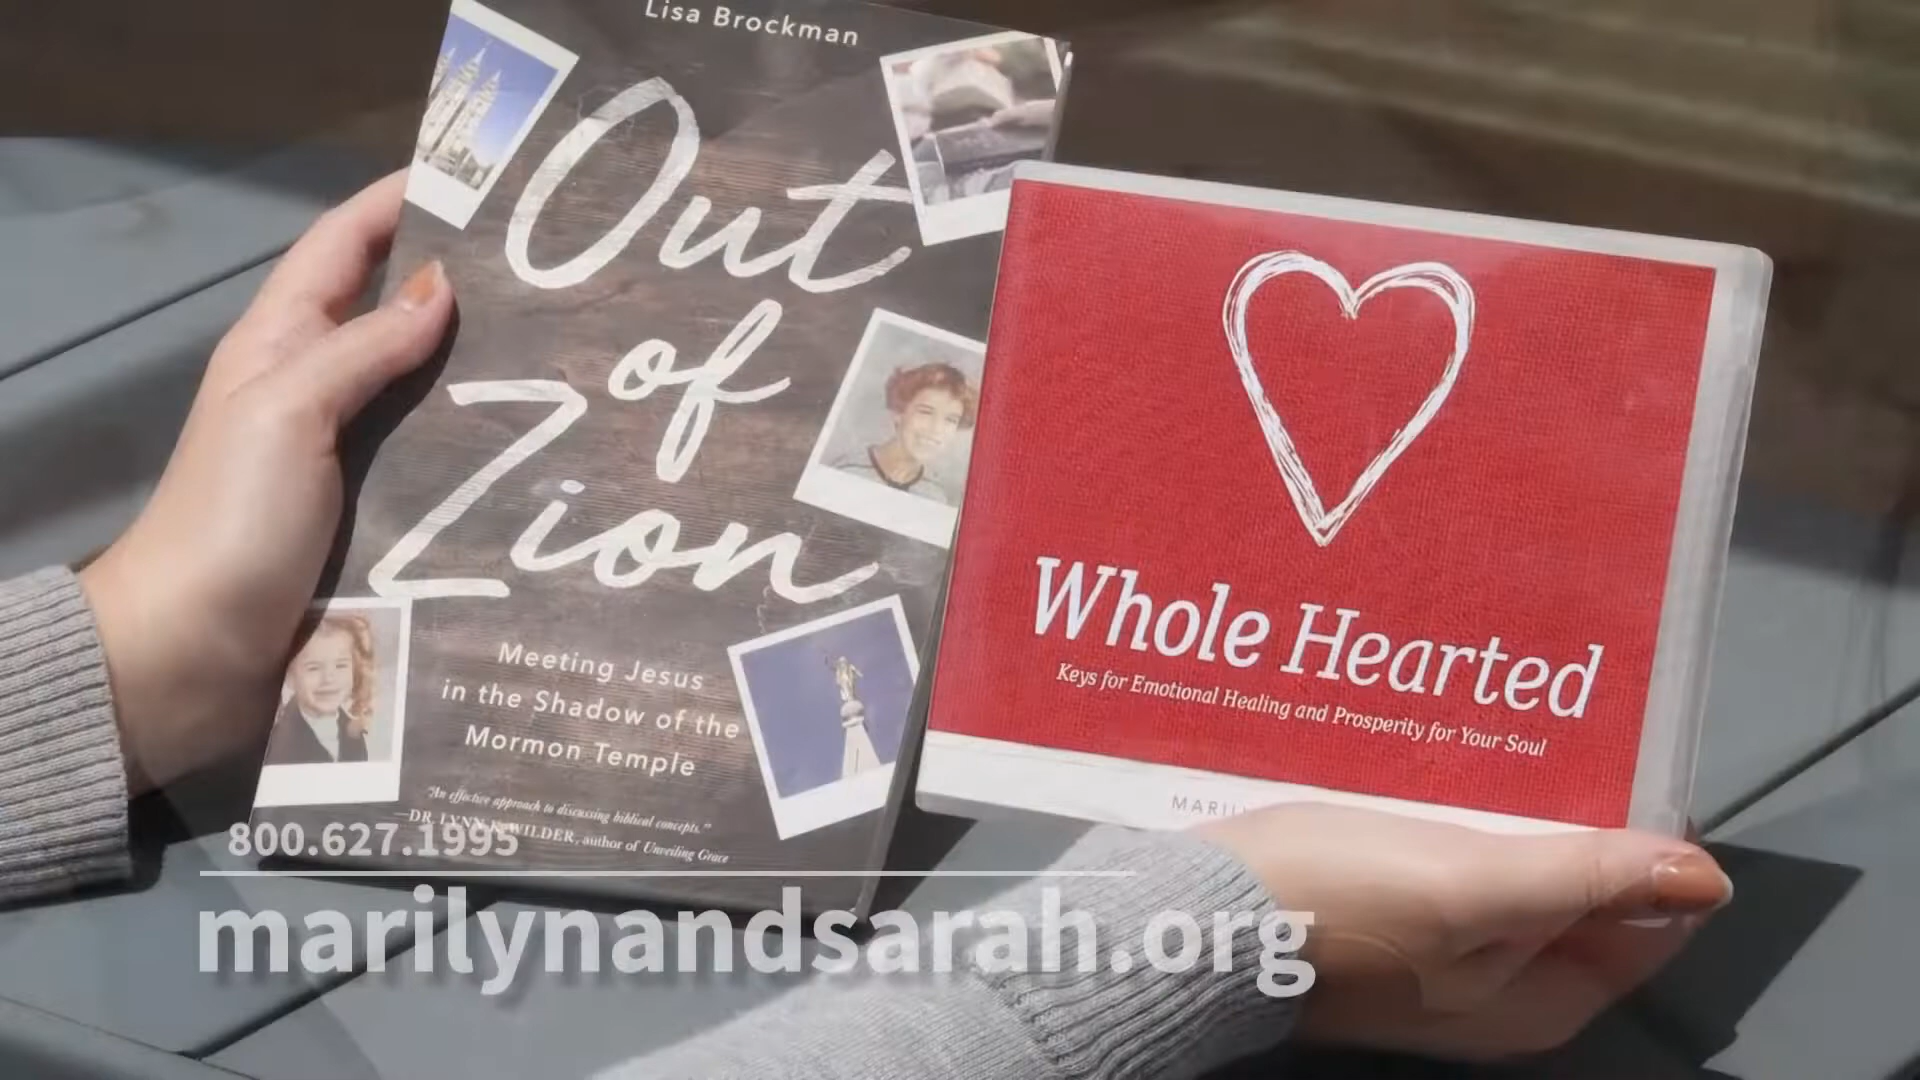 Lisa Brockman
Out
of
Zion
Meeting Jesus
in the Shadow of the
Mormon Temple
"An effective approach to discussing biblical concepts."
—DR. LYNN K. WILDER, author of Unveiling Grace
Whole Hearted
Keys for Emotional Healing and Prosperity for Your Soul
800.627.1995
marilynandsarah.org